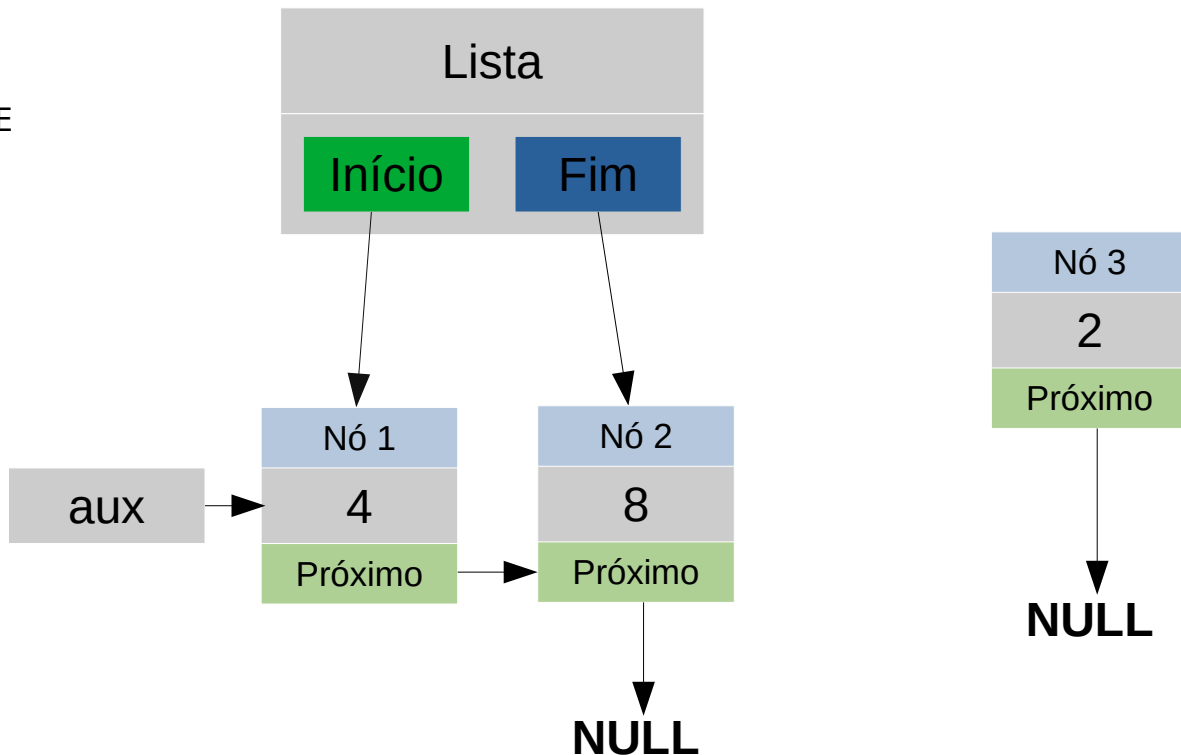 Lista
E
Início Fim
Nó 3
2
Próximo
Nó 1 Nó 2
aux 4 8
Próximo Próximo
NULL
NULL